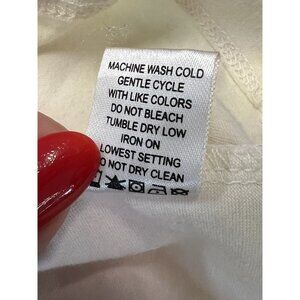 MACHINE WASH COLD
GENTLE CYCLE
WITH LIKE COLORS
DO NOT BLEACH
TUMBLE DRY LOW
IRON ON
LOWEST SETTING
DO NOT DRY CLEAN